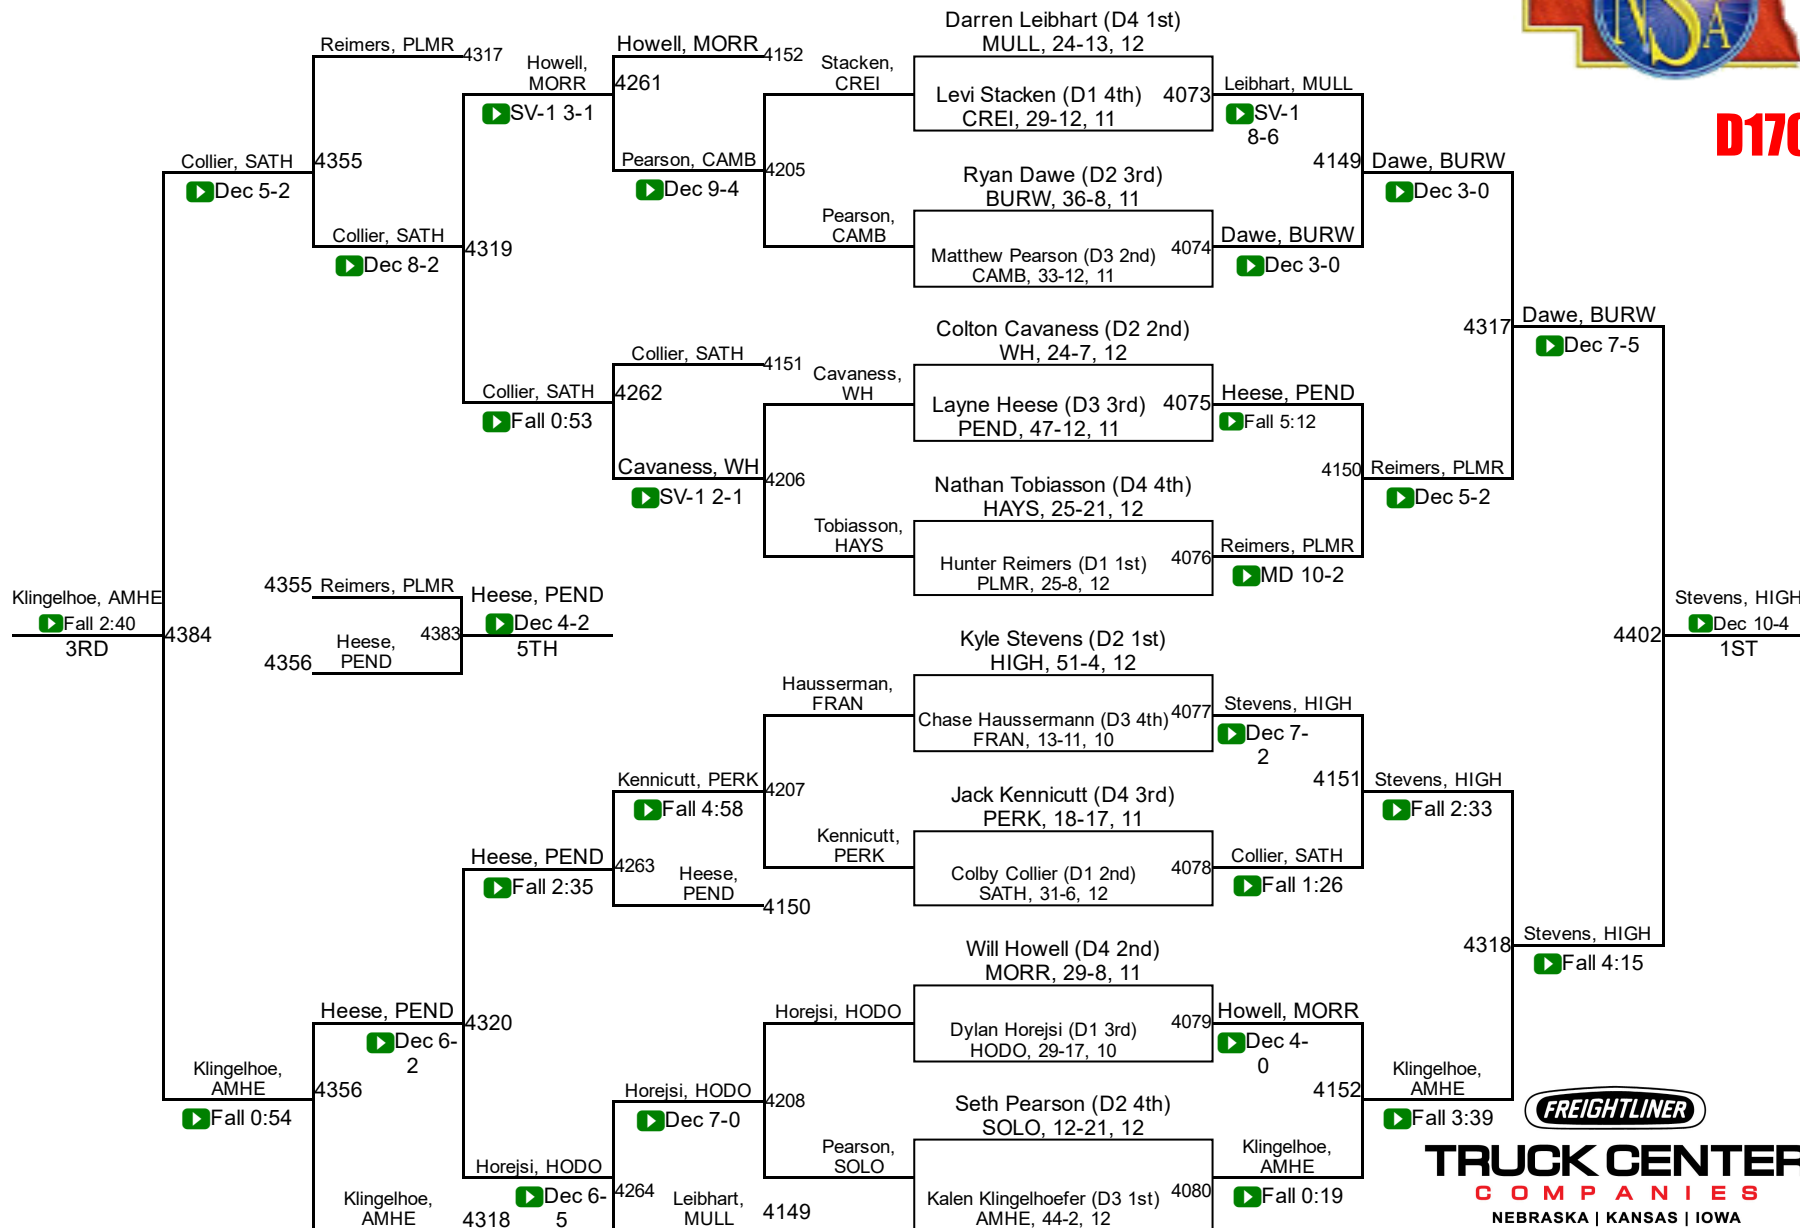 Darren Leibhart (D4 1st)
MULL, 24-13, 12
Levi Stacken (D1 4th)
CREI, 29-12, 11
4073
Ryan Dawe (D2 3rd)
BURW, 36-8, 11
Matthew Pearson (D3 2nd)
CAMB, 33-12, 11
4074
Colton Cavaness (D2 2nd)
WH, 24-7, 12
Layne Heese (D3 3rd)
PEND, 47-12, 11
4075
Nathan Tobiasson (D4 4th)
HAYS, 25-21, 12
Hunter Reimers (D1 1st)
PLMR, 25-8, 12
4076
Kyle Stevens (D2 1st)
HIGH, 51-4, 12
Chase Haussermann (D3 4th)
FRAN, 13-11, 10
4077
Jack Kennicutt (D4 3rd)
PERK, 18-17, 11
Colby Collier (D1 2nd)
SATH, 31-6, 12
4078
Will Howell (D4 2nd)
MORR, 29-8, 11
Dylan Horejsi (D1 3rd)
HODO, 29-17, 10
4079
Seth Pearson (D2 4th)
SOLO, 12-21, 12
Kalen Klingelhoefer (D3 1st)
AMHE, 44-2, 12
4080
Leibhart, MULL
SV-1
8-6
Dawe, BURW
Dec 3-0
Heese, PEND
Fall 5:12
Reimers, PLMR
MD 10-2
Stevens, HIGH
Dec 7-
2
Collier, SATH
Fall 1:26
Howell, MORR
Dec 4-
0
Klingelhoe,
AMHE
Fall 0:19
4149
Dawe, BURW
Dec 3-0
4150
Reimers, PLMR
Dec 5-2
4151
Stevens, HIGH
Fall 2:33
4152
Klingelhoe,
AMHE
Fall 3:39
4317
Dawe, BURW
Dec 7-5
4318
Stevens, HIGH
Fall 4:15
4402
Stevens, HIGH
Dec 10-4
1ST
Stacken,
CREI
Pearson,
CAMB
Cavaness,
WH
Tobiasson,
HAYS
Hausserman,
FRAN
Kennicutt,
PERK
Horejsi, HODO
Pearson,
SOLO
Howell, MORR
4152
4205
Pearson, CAMB
Dec 9-4
Collier, SATH
4151
4206
Cavaness, WH
SV-1 2-1
4207
Kennicutt, PERK
Fall 4:58
Heese,
PEND
4150
4208
Horejsi, HODO
Dec 7-0
Leibhart,
MULL
4149
4261
Howell,
MORR
SV-1 3-1
4262
Collier, SATH
Fall 0:53
4263
Heese, PEND
Fall 2:35
4264
Horejsi, HODO
Dec 6-
5
Reimers, PLMR
4317
4319
Collier, SATH
Dec 8-2
4320
Heese, PEND
Dec 6-
2
Klingelhoe,
AMHE
4318
4355
Collier, SATH
Dec 5-2
4356
Klingelhoe,
AMHE
Fall 0:54
4384
Klingelhoe, AMHE
Fall 2:40
3RD
4355
Reimers, PLMR
4356
Heese,
PEND
4383
Heese, PEND
Dec 4-2
5TH
NSA
FREIGHTLINER
TRUCK CENTER
COMPANIES
NEBRASKA | KANSAS | IOWA